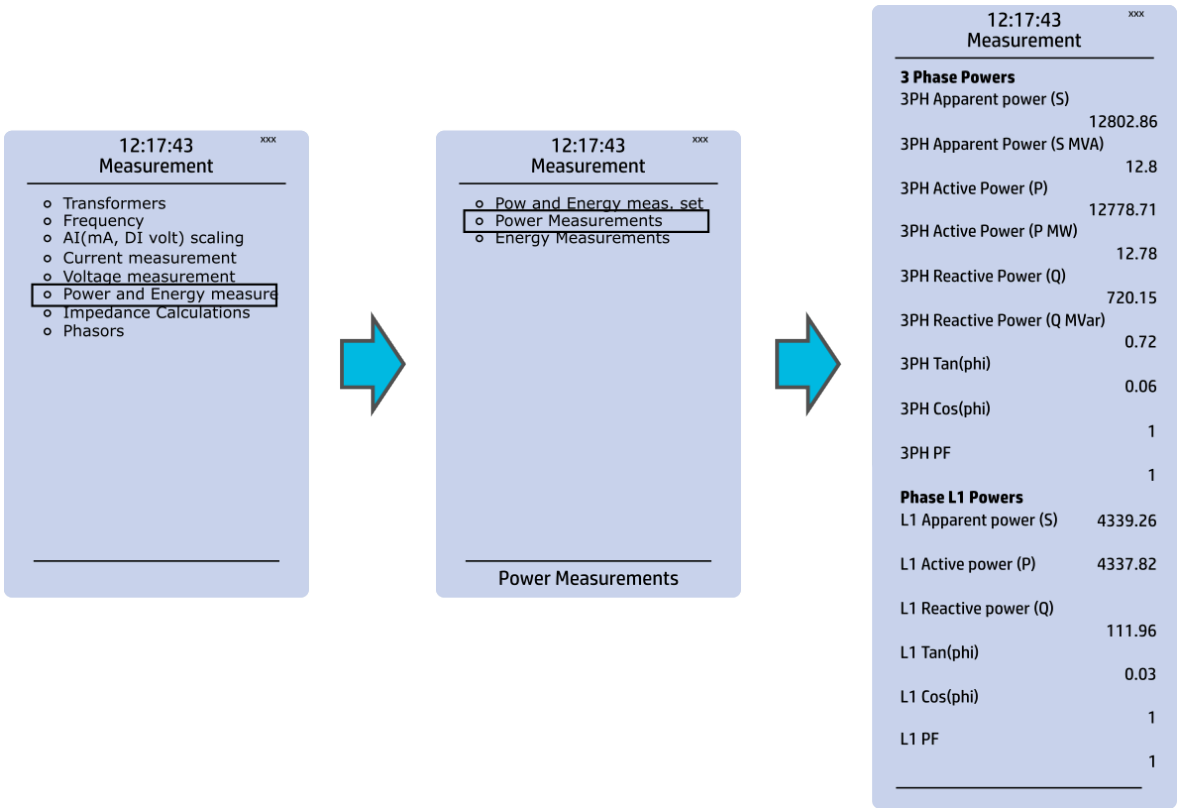 12:17:43 xxx
Measurement
Transformers
Frequency
AI(mA, DI volt) scaling
Current measurement
Voltage measurement
Power and Energy measure
Impedance Calculations
Phasors
12:17:43 xxx
Measurement
Pow and Energy meas. set
Power Measurements
Energy Measurements
Power Measurements
12:17:43 xxx
Measurement
3 Phase Powers
3PH Apparent power (S)
12802.86
3PH Apparent Power (S MVA)
12.8
3PH Active Power (P)
12778.71
3PH Active Power (P MW)
12.78
3PH Reactive Power (Q)
720.15
3PH Reactive Power (Q MVar)
0.72
3PH Tan(phi)
0.06
3PH Cos(phi)
1
3PH PF
1
Phase L1 Powers
L1 Apparent power (S) 4339.26
L1 Active power (P) 4337.82
L1 Reactive power (Q)
111.96
L1 Tan(phi)
0.03
L1 Cos(phi)
1
L1 PF
1